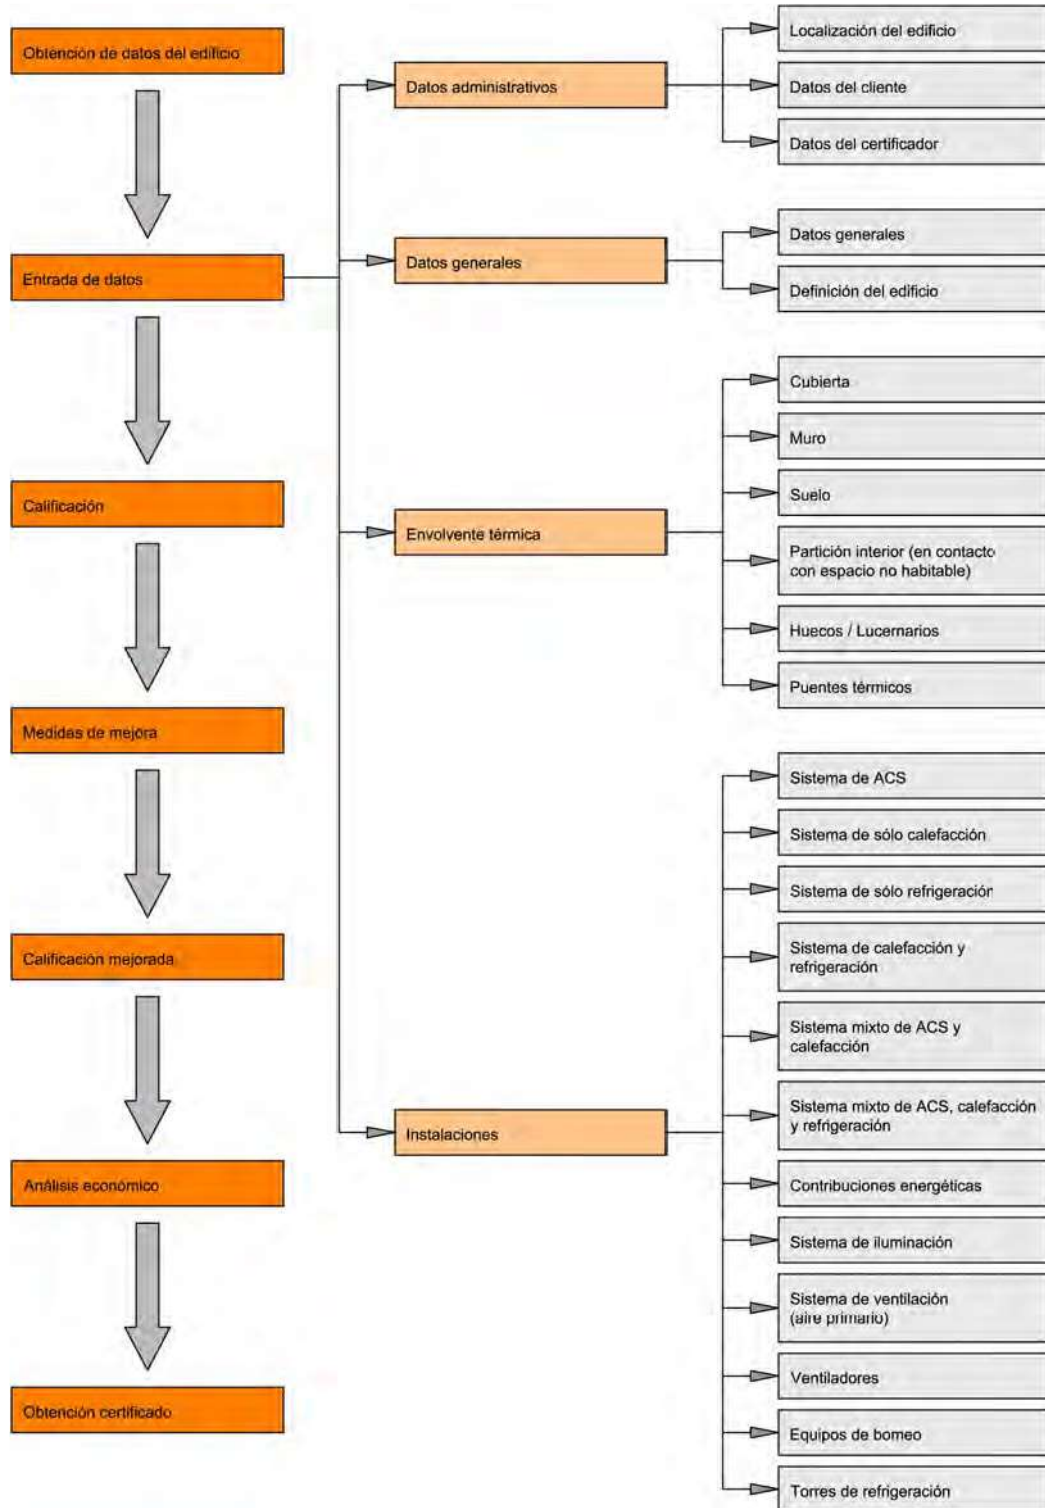 Obtención de datos del edificio
Entrada de datos
Calificación
Medidas de mejora
Calificación mejorada
Análisis económico
Obtención certificado
Datos administrativos
Localización del edificio
Datos del cliente
Datos del certificador
Datos generales
Datos generales
Definición del edificio
Envolvente térmica
Cubierta
Muro
Suelo
Partición interior (en contacto
con espacio no habitable)
Huecos / Lucernarios
Puentes térmicos
Instalaciones
Sistema de ACS
Sistema de sólo calefacción
Sistema de sólo refrigeración
Sistema de calefacción y
refrigeración
Sistema mixto de ACS y
calefacción
Sistema mixto de ACS, calefacción
y refrigeración
Contribuciones energéticas
Sistema de iluminación
Sistema de ventilación
(aire primario)
Ventiladores
Equipos de bomeo
Torres de refrigeración